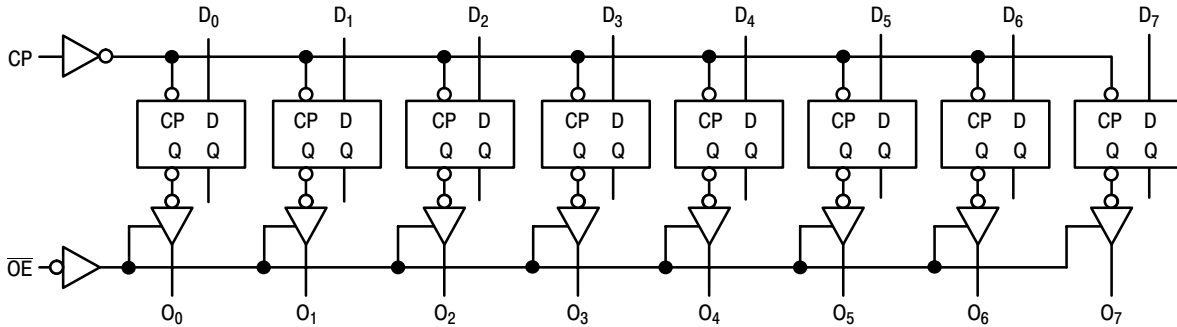 D₀ D₁ D₂ D₃ D₄ D₅ D₆ D₇
CP
CP D CP D CP D CP D CP D CP D CP D CP D
Q Q Q Q Q Q Q Q Q Q Q Q Q Q Q Q
O̅E̅
O₀ O₁ O₂ O₃ O₄ O₅ O₆ O₇